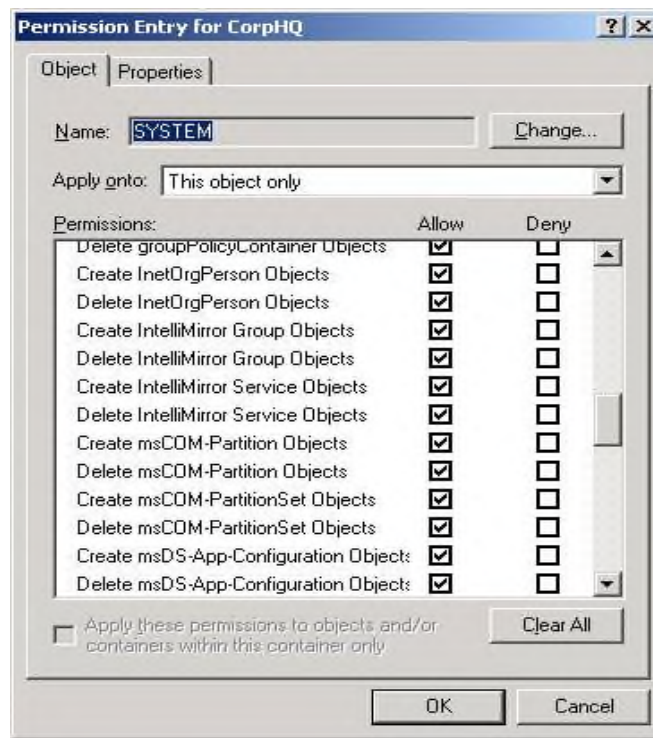 Permission Entry for CorpHQ
Object Properties
Name: SYSTEM Change...
Apply onto: This object only
Permissions: Allow Deny
Delete groupPolicyContainer Objects
Create InetOrgPerson Objects
Delete InetOrgPerson Objects
Create IntelliMirror Group Objects
Delete IntelliMirror Group Objects
Create IntelliMirror Service Objects
Delete IntelliMirror Service Objects
Create msCOM-Partition Objects
Delete msCOM-Partition Objects
Create msCOM-PartitionSet Objects
Delete msCOM-PartitionSet Objects
Create msDS-App-Configuration Objects
Delete msDS-App-Configuration Objects
Apply these permissions to objects and/or
containers within this container only
Clear All
OK Cancel